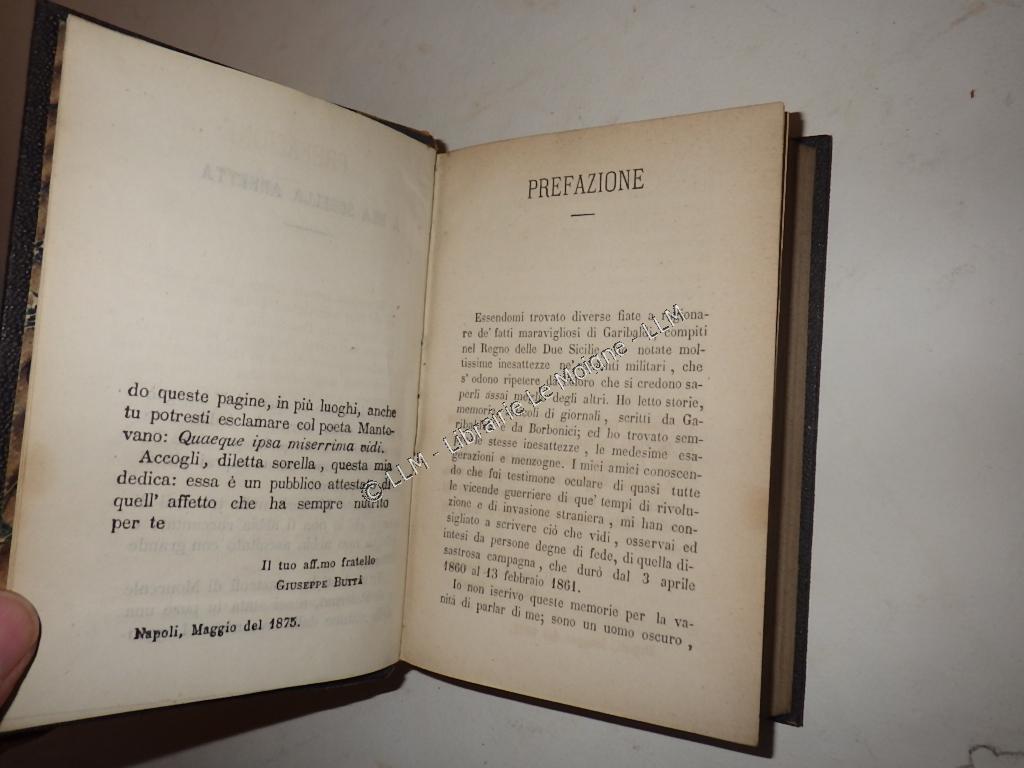 do queste pagine, in più luoghi, anche
tu potresti esclamare col poeta Manto-
vano: Quaeque ipsa miserrima vidi.
Accogli, diletta sorella, questa mia
dedica: essa é un pubblico attestato di
quell' affetto che ha sempre nutrito
per te
Il tuo aff.mo fratello
GIUSEPPE BUTTÀ
Napoli, Maggio del 1875.
PREFAZIONE
Essendomi trovato diverse fiate a ragiona-
re de' fatti maravigliosi di Garibaldi compiti
nel Regno delle Due Sicilie, notate mol-
tissime inesattezze ne' militari, che
s' odono ripetere da coloro che si credono sa-
perli assai meglio degli altri. Ho letto storie,
memorie, articoli di giornali, scritti da Ga-
ribaldini e da Borbonici; ed ho trovato sem-
le stesse inesattezze, le medesime esa-
gerazioni e menzogne. I miei amici conoscen-
do che fui testimone oculare di quasi tutte
le vicende guerriere di que' tempi di rivolu-
zione e di invasione straniera, mi han con-
sigliato a scrivere ciò che vidi, osservai ed
intesi da persone degne di fede, di quella di-
sastrosa campagna, che durò dal 3 aprile
1860 al 13 febbraio 1861.
Io non iscrivo queste memorie per la va-
nità di parlar di me; sono un uomo oscuro,
© LLM - Librairie Le Moigne - LLM